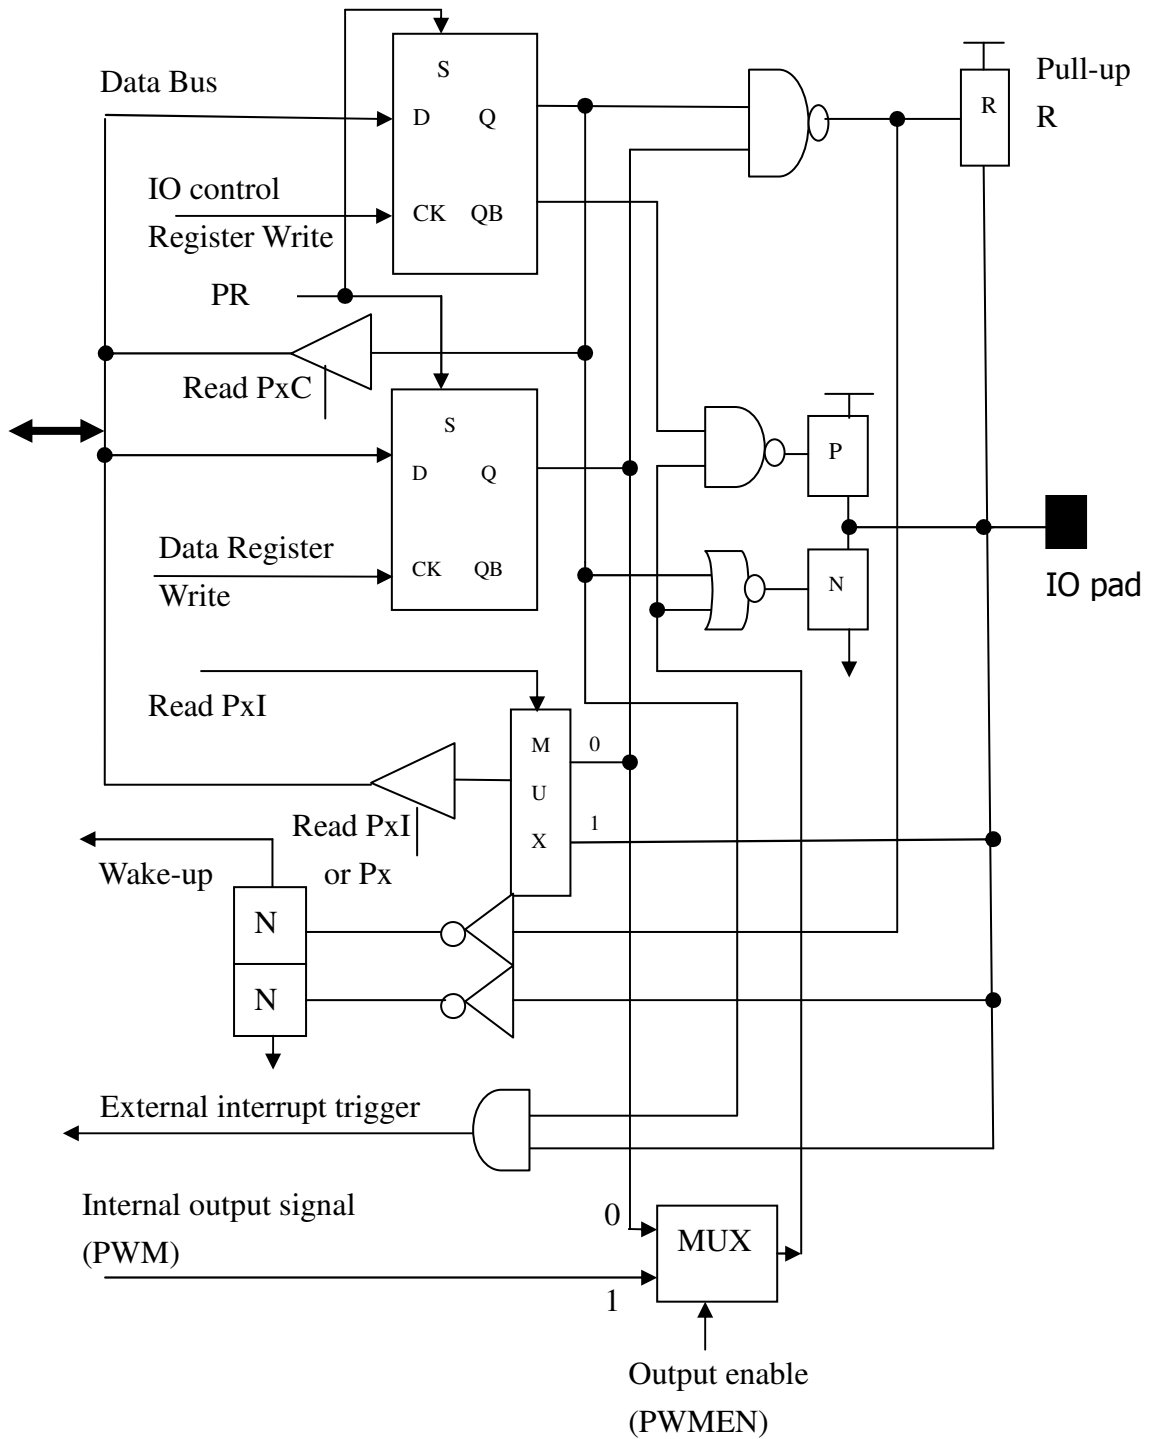 Data Bus
S
D
Q
CK
QB
IO control
Register Write
R
Pull-up
R
PR
Read PxC
S
D
Q
CK
QB
Data Register
Write
P
N
IO pad
Read PxI
M
U
X
0
1
Read PxI
or Px
Wake-up
N
N
External interrupt trigger
Internal output signal
(PWM)
0
1
MUX
Output enable
(PWMEN)